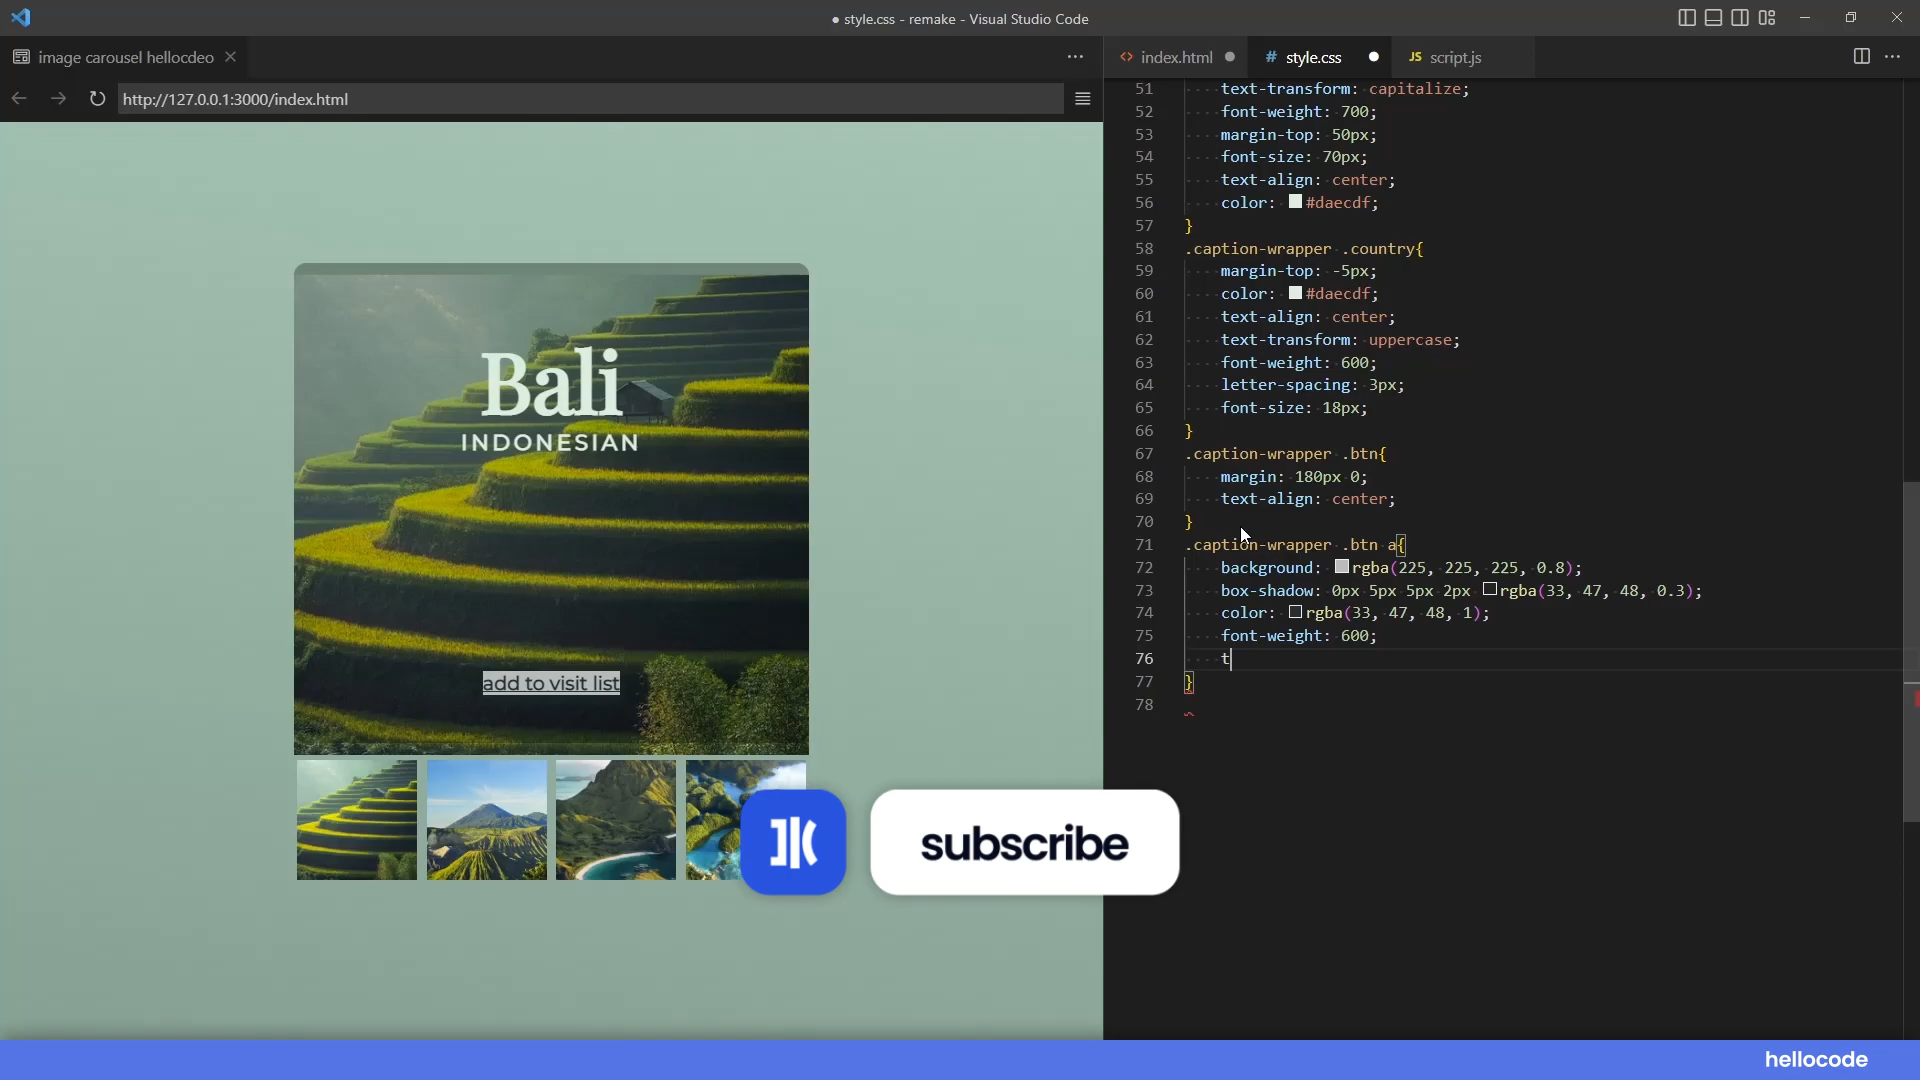 ● style.css - remake - Visual Studio Code
image carousel hellocdeo
http://127.0.0.1:3000/index.html
Bali
INDONESIAN
add to visit list
<> index.html
# style.css
JS script.js
51 text-transform: capitalize;
52 font-weight: 700;
53 margin-top: 50px;
54 font-size: 70px;
55 text-align: center;
56 color: #daecdf;
57 }
58 .caption-wrapper .country{
59 margin-top: -5px;
60 color: #daecdf;
61 text-align: center;
62 text-transform: uppercase;
63 font-weight: 600;
64 letter-spacing: 3px;
65 font-size: 18px;
66 }
67 .caption-wrapper .btn{
68 margin: 180px 0;
69 text-align: center;
70 }
71 .caption-wrapper .btn a{
72 background: rgba(225, 225, 225, 0.8);
73 box-shadow: 0px 5px 5px 2px rgba(33, 47, 48, 0.3);
74 color: rgba(33, 47, 48, 1);
75 font-weight: 600;
76 t
77 }
78
subscribe
hellocode